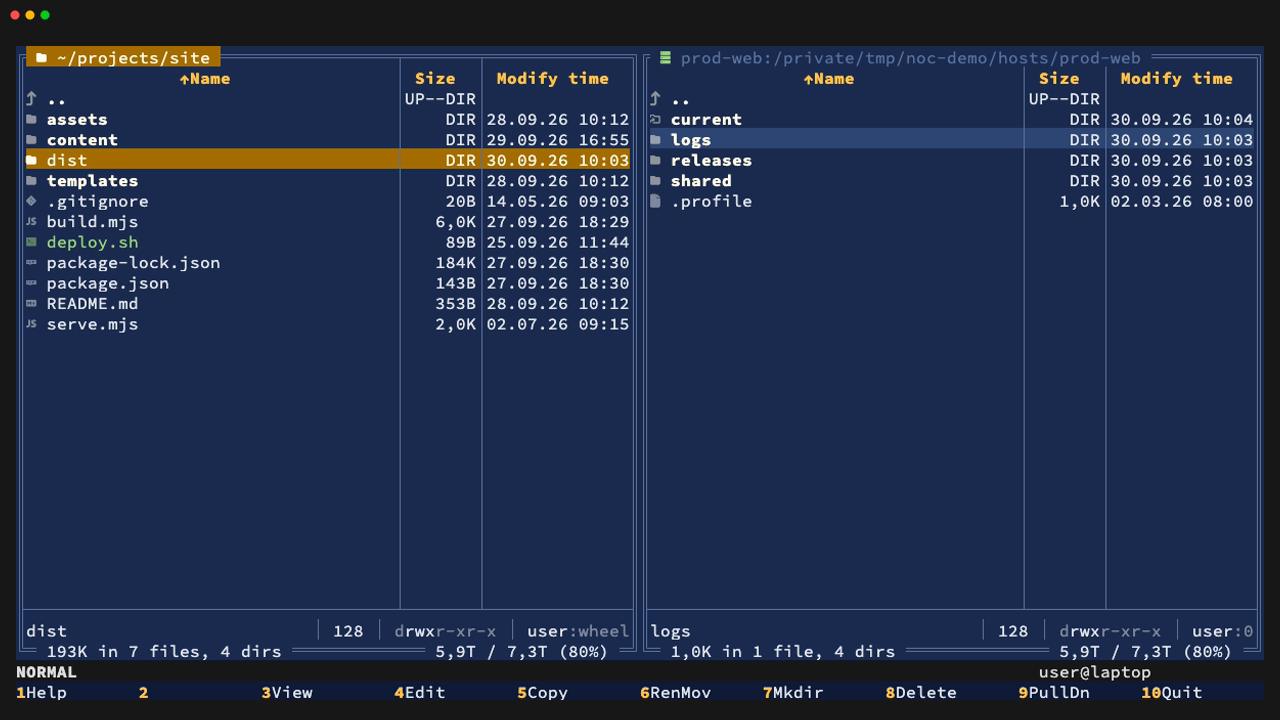 ~/projects/site
↑Name Size Modify time
.. UP--DIR
assets DIR 28.09.26 10:12
content DIR 29.09.26 16:55
dist DIR 30.09.26 10:03
templates DIR 28.09.26 10:12
.gitignore 20B 14.05.26 09:03
JS build.mjs 6,0K 27.09.26 18:29
deploy.sh 89B 25.09.26 11:44
package-lock.json 184K 27.09.26 18:30
package.json 143B 27.09.26 18:30
README.md 353B 28.09.26 10:12
JS serve.mjs 2,0K 02.07.26 09:15
dist 128 drwxr-xr-x user:wheel
193K in 7 files, 4 dirs 5,9T / 7,3T (80%)
prod-web:/private/tmp/noc-demo/hosts/prod-web
↑Name Size Modify time
.. UP--DIR
current DIR 30.09.26 10:04
logs DIR 30.09.26 10:03
releases DIR 30.09.26 10:03
shared DIR 30.09.26 10:03
.profile 1,0K 02.03.26 08:00
logs 128 drwxr-xr-x user:0
1,0K in 1 file, 4 dirs 5,9T / 7,3T (80%)
NORMAL user@laptop
1Help 2 3View 4Edit 5Copy 6RenMov 7Mkdir 8Delete 9PullDn 10Quit